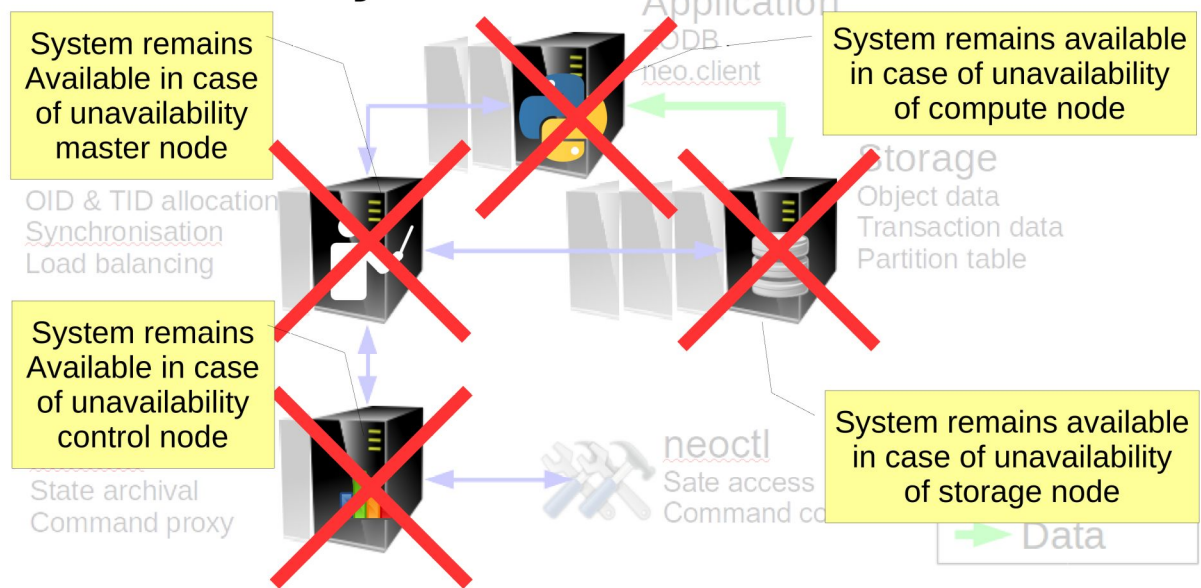 Application
ZODB
neo.client
System remains
Available in case
of unavailability
master node
System remains available
in case of unavailability
of compute node
OID & TID allocation
Synchronisation
Load balancing
Storage
Object data
Transaction data
Partition table
System remains
Available in case
of unavailability
control node
State archival
Command proxy
neoctl
Sate access
Command co
System remains available
in case of unavailability
of storage node
Data